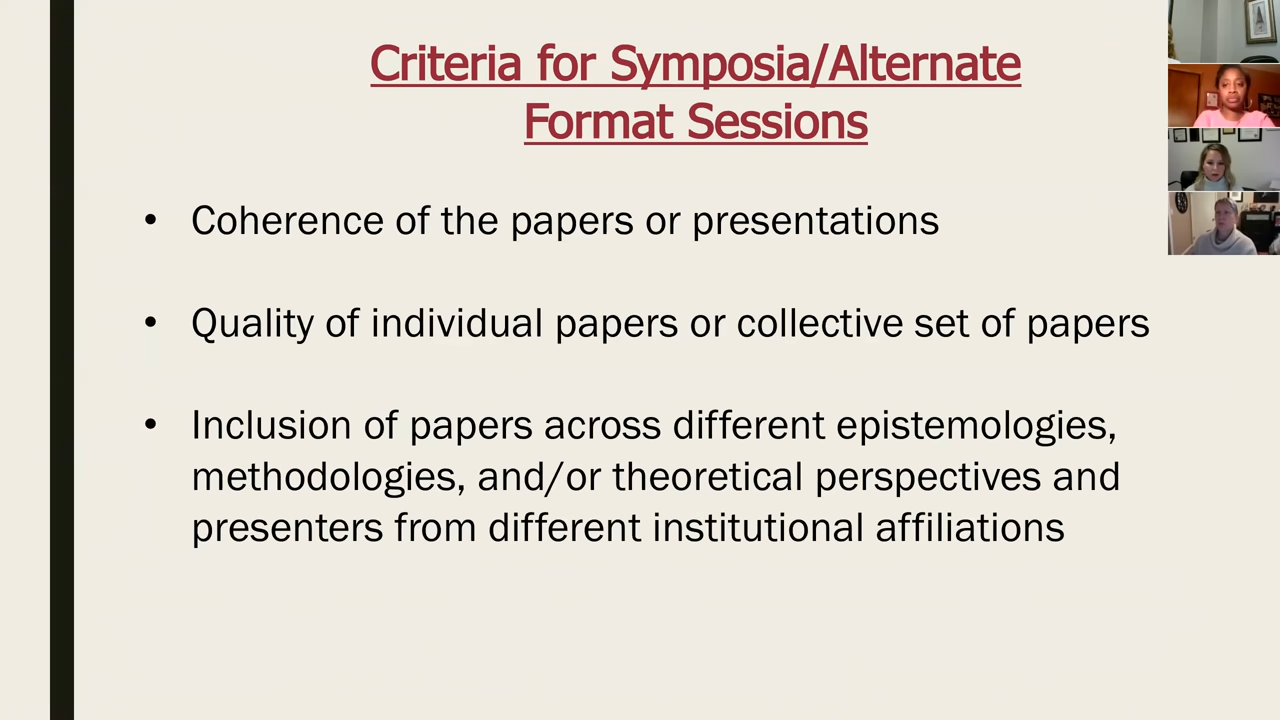 Criteria for Symposia/Alternate
Format Sessions
• Coherence of the papers or presentations
• Quality of individual papers or collective set of papers
• Inclusion of papers across different epistemologies,
methodologies, and/or theoretical perspectives and
presenters from different institutional affiliations